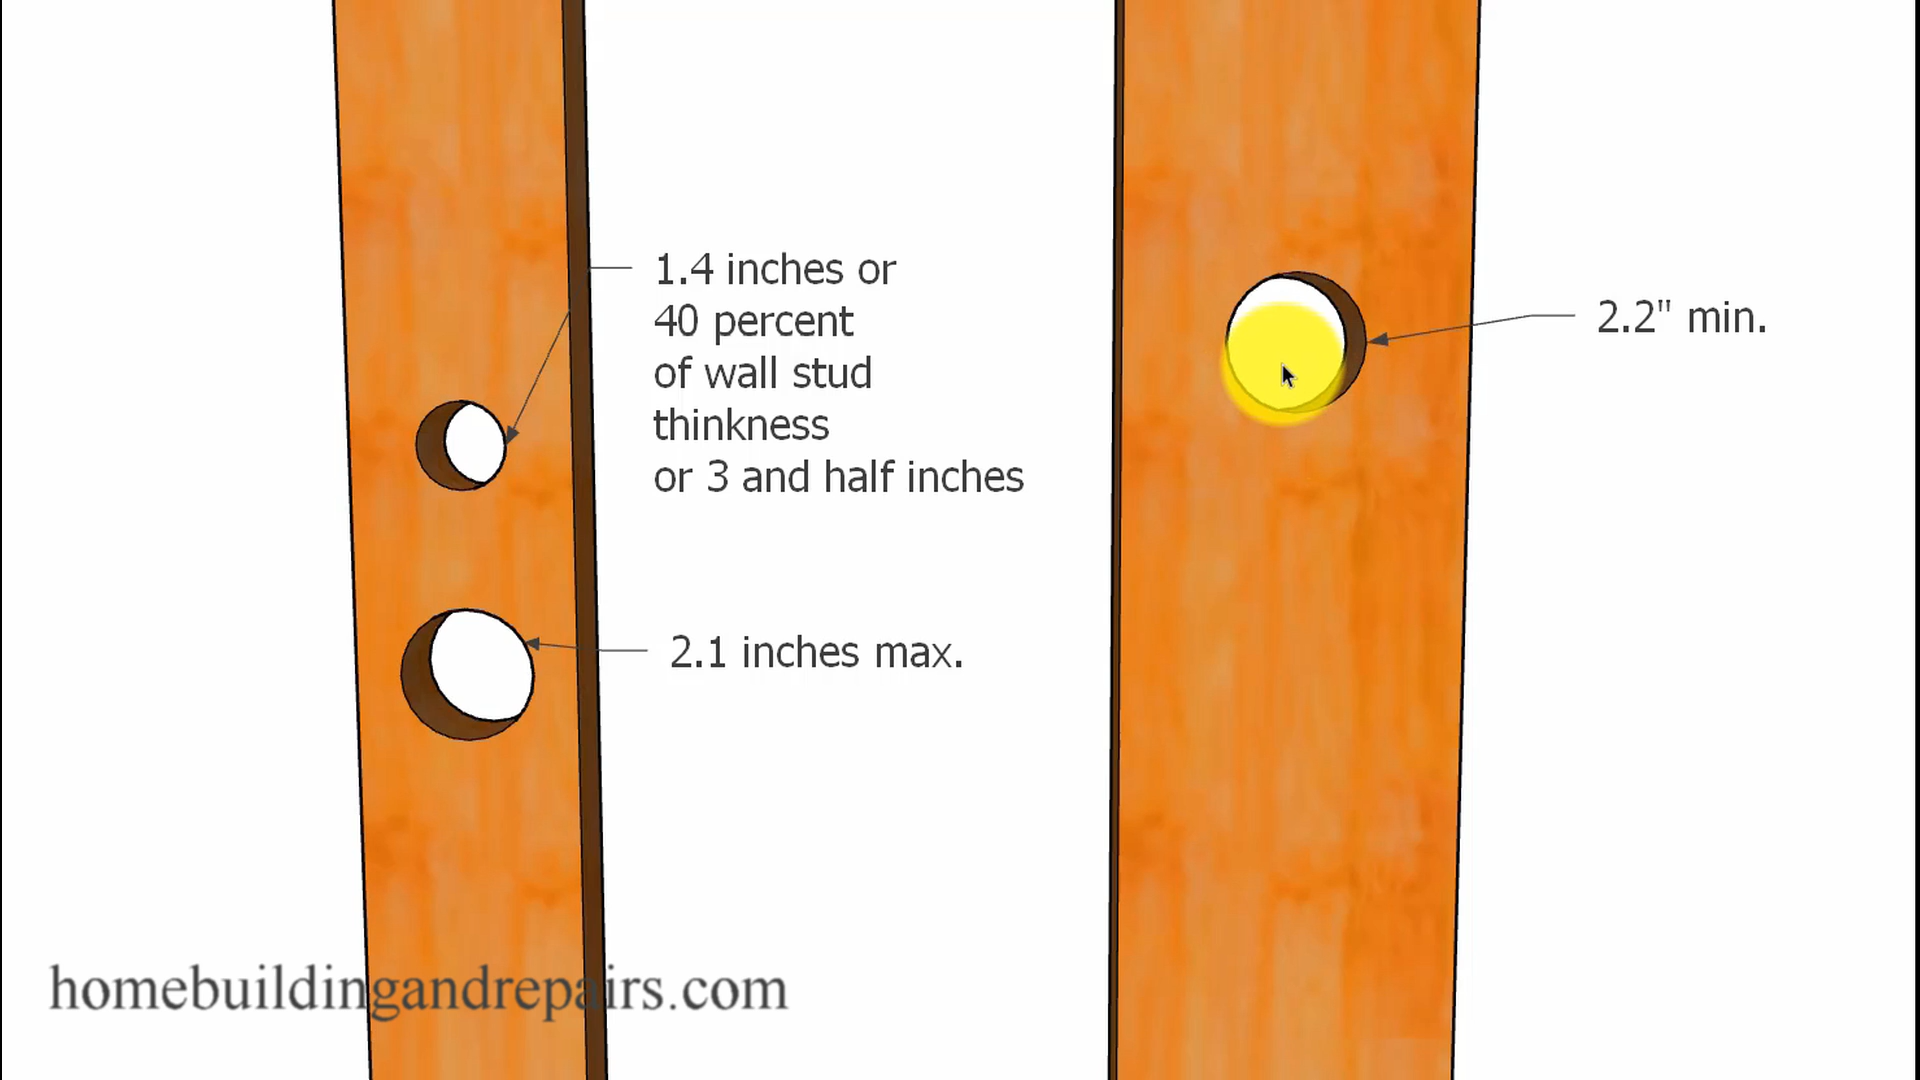 1.4 inches or
40 percent
of wall stud
thinkness
or 3 and half inches
2.2" min.
2.1 inches max.
homebuildingandrepairs.com